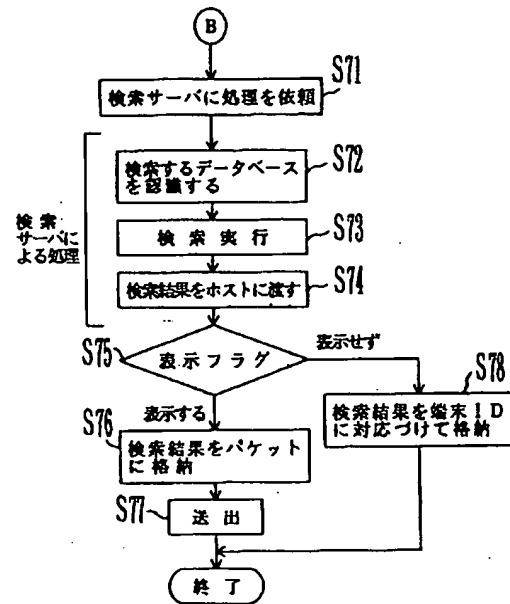 B
S71
検索サーバに処理を依頼
S72
検索するデータベース
を認識する
検索
サーバに
よる処理
S73
検索実行
S74
検索結果をホストに渡す
S75
表示フラグ
表示せず
表示する
S76
検索結果をパケット
に格納
S78
検索結果を端末ID
に対応づけて格納
S77
送出
終了